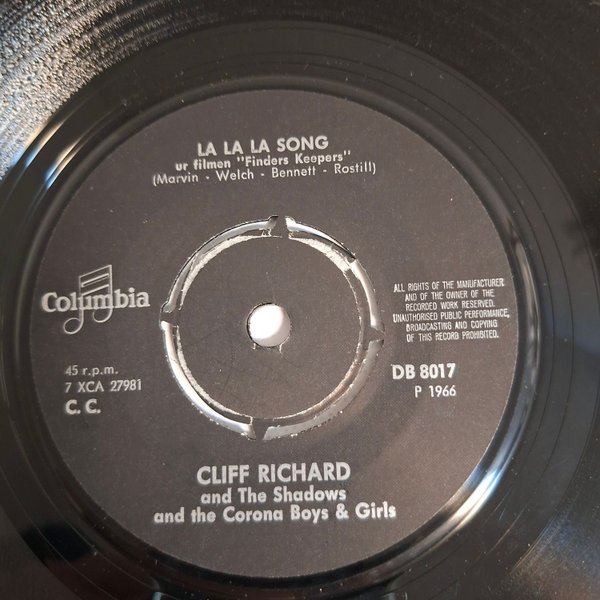 LA LA LA SONG
ur filmen "Finders Keepers"
(Marvin - Welch - Bennett - Rostill)
Columbia
ALL RIGHTS OF THE MANUFACTURER
AND OF THE OWNER OF THE
RECORDED WORK RESERVED.
UNAUTHORISED PUBLIC PERFORMANCE,
BROADCASTING AND COPYING
OF THIS RECORD PROHIBITED.
45 r.p.m.
7 XCA 27981
C. C.
DB 8017
P 1966
CLIFF RICHARD
and The Shadows
and the Corona Boys & Girls